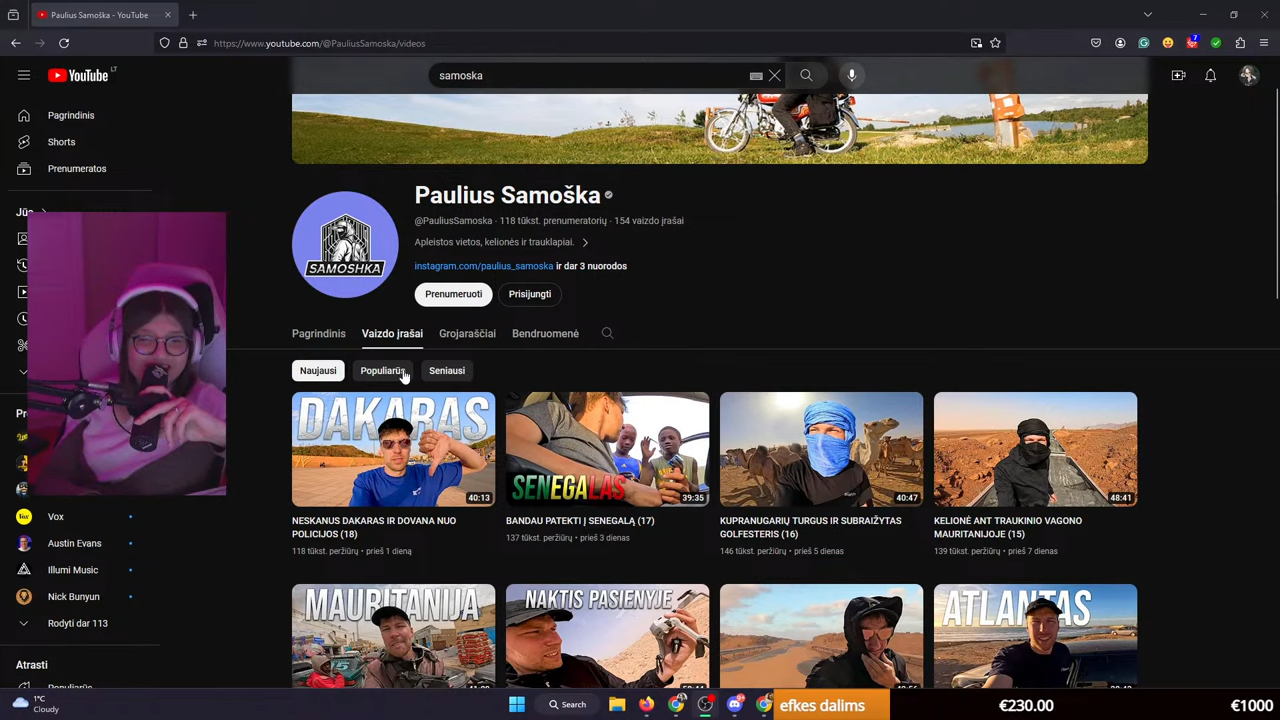 Paulius Samoška - YouTube
https://www.youtube.com/@PauliusSamoska/videos
7
YouTube LT
samoska
Pagrindinis
Shorts
Prenumeratos
Jūs
Vox
Austin Evans
Illumi Music
Nick Bunyun
Rodyti dar 113
Atrasti
SAMOSHKA
Paulius Samoška
@PauliusSamoska · 118 tūkst. prenumeratorių · 154 vaizdo įrašai
Apleistos vietos, kelionės ir trauklapiai.
instagram.com/paulius_samoska ir dar 3 nuorodos
Prenumeruoti
Prisijungti
Pagrindinis
Vaizdo įrašai
Grojaraščiai
Bendruomenė
Naujausi
Populiarūs
Seniausi
DAKARAS
40:13
SENEGALAS
39:35
40:47
48:41
NESKANUS DAKARAS IR DOVANA NUO
POLICIJOS (18)
118 tūkst. peržiūrų · prieš 1 dieną
BANDAU PATEKTI Į SENEGALĄ (17)
137 tūkst. peržiūrų · prieš 3 dienas
KUPRANUGARIŲ TURGUS IR SUBRAIŽYTAS
GOLFESTERIS (16)
146 tūkst. peržiūrų · prieš 5 dienas
KELIONĖ ANT TRAUKINIO VAGONO
MAURITANIJOJE (15)
139 tūkst. peržiūrų · prieš 7 dienas
MAURITANIJA
NAKTIS PASIENYJE
ATLANTAS
1°C
Cloudy
Search
efkes dalims
€230.00
€1000